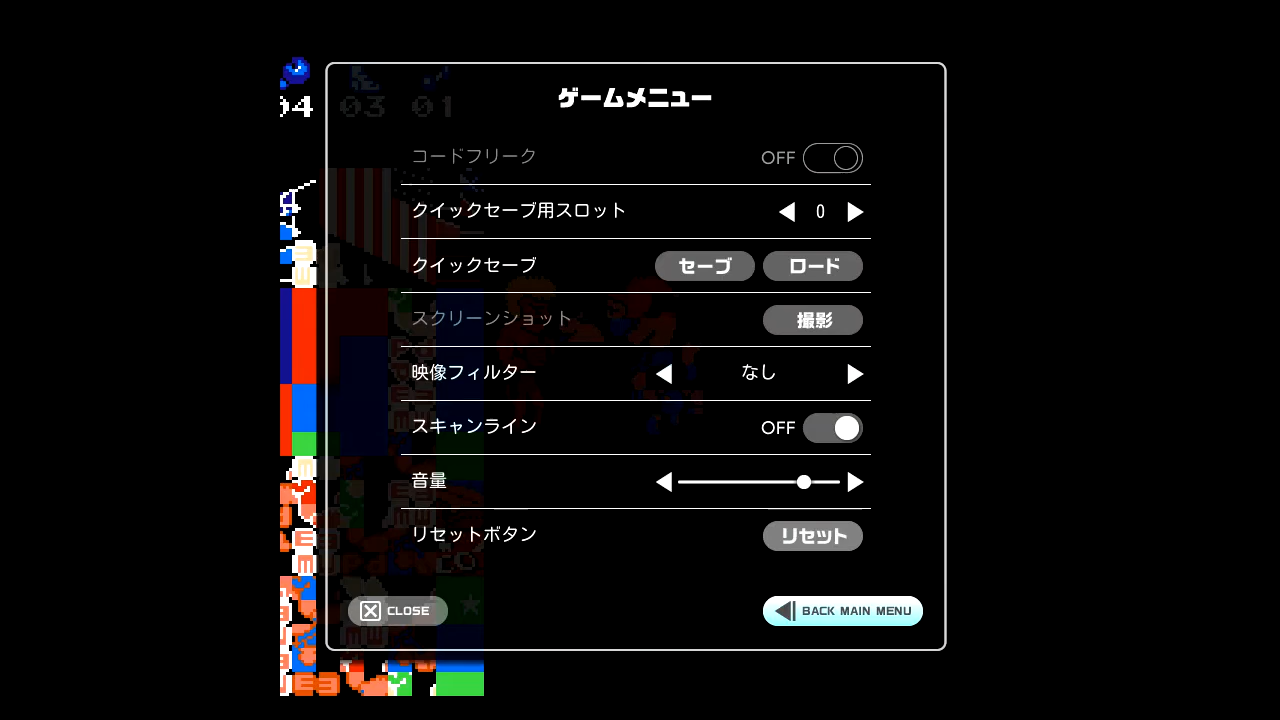 04 03 01
ゲームメニュー
コードフリーク OFF
クイックセーブ用スロット 0
クイックセーブ セーブ ロード
スクリーンショット 撮影
映像フィルター なし
スキャンライン OFF
音量
リセットボタン リセット
CLOSE BACK MAIN MENU